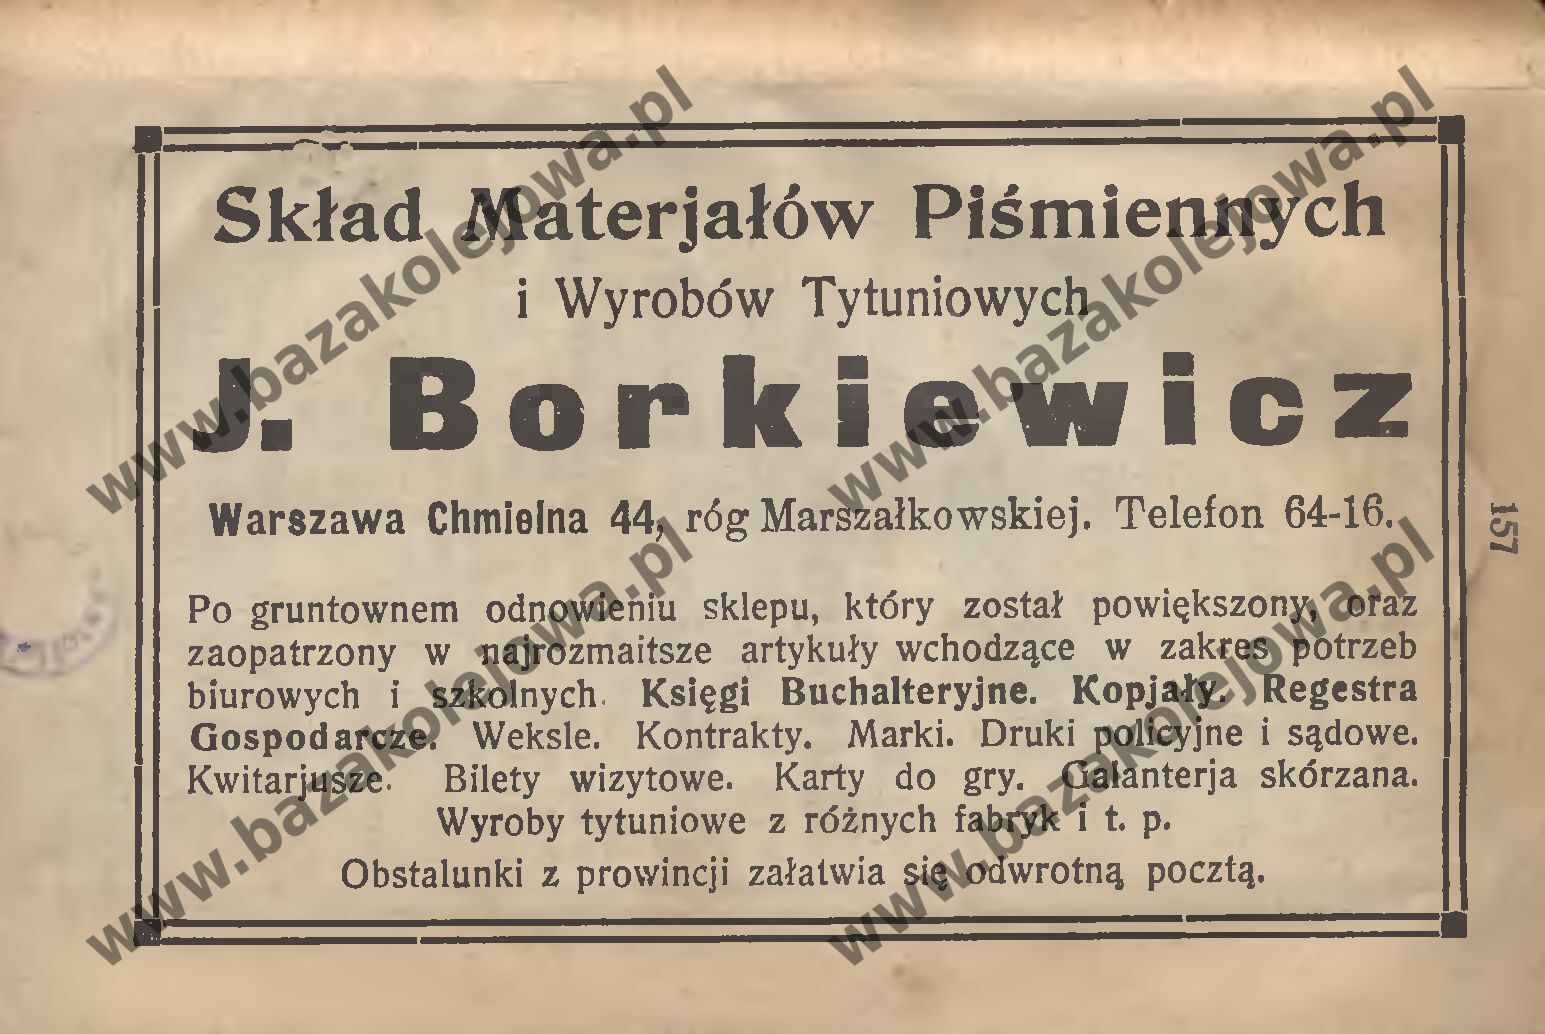 Skład Materjałów Piśmiennych
i Wyrobów Tytuniowych
J. Borkiewicz
Warszawa Chmielna 44, róg Marszałkowskiej. Telefon 64-16.
Po gruntownem odnowieniu sklepu, który został powiększony, oraz
zaopatrzony w najrozmaitsze artykuły wchodzące w zakres potrzeb
biurowych i szkolnych. Księgi Buchalteryjne. Kopjały. Regestra
Gospodarcze. Weksle. Kontrakty. Marki. Druki policyjne i sądowe.
Kwitarjusze. Bilety wizytowe. Karty do gry. Galanterja skórzana.
Wyroby tytuniowe z różnych fabryk i t. p.
Obstalunki z prowincji załatwia się odwrotną pocztą.
157
www.bazakolejowa.pl
www.bazakolejowa.pl
www.bazakolejowa.pl
www.bazakolejowa.pl